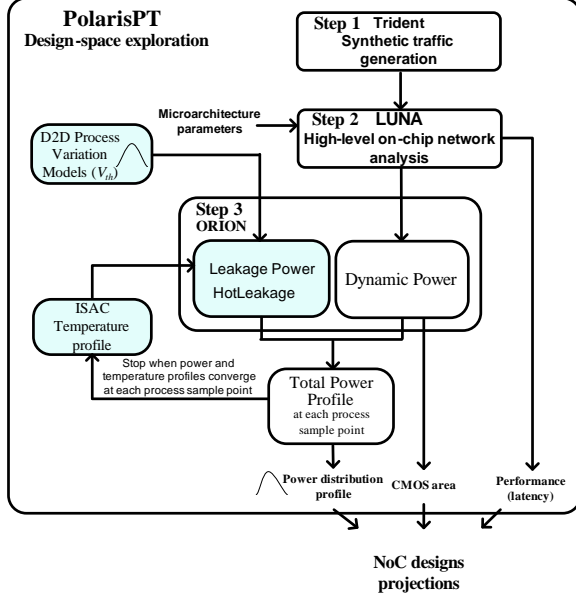 PolarisPT
Design-space exploration
Step 1 Trident
Synthetic traffic
generation
Step 2 LUNA
High-level on-chip network
analysis
Microarchitecture
parameters
D2D Process
Variation
Models (Vth)
Step 3
ORION
Leakage Power
HotLeakage
Dynamic Power
ISAC
Temperature
profile
Stop when power and
temperature profiles converge
at each process sample point
Total Power
Profile
at each process
sample point
Power distribution
profile
CMOS area
Performance
(latency)
NoC designs
projections